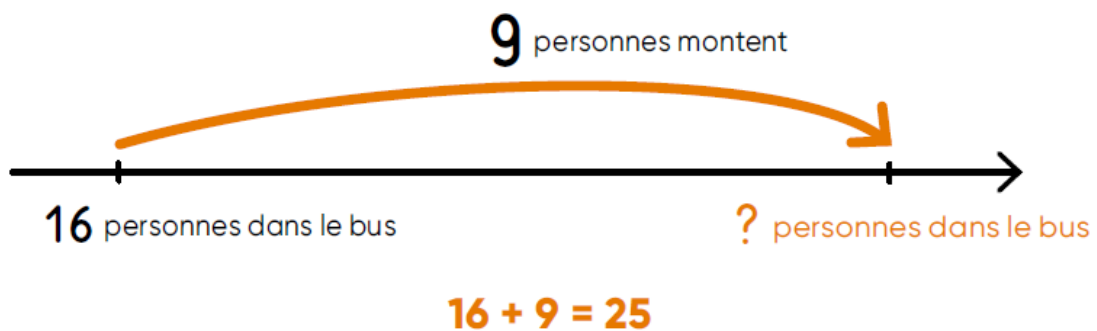 9 personnes montent
16 personnes dans le bus
? personnes dans le bus
16 + 9 = 25